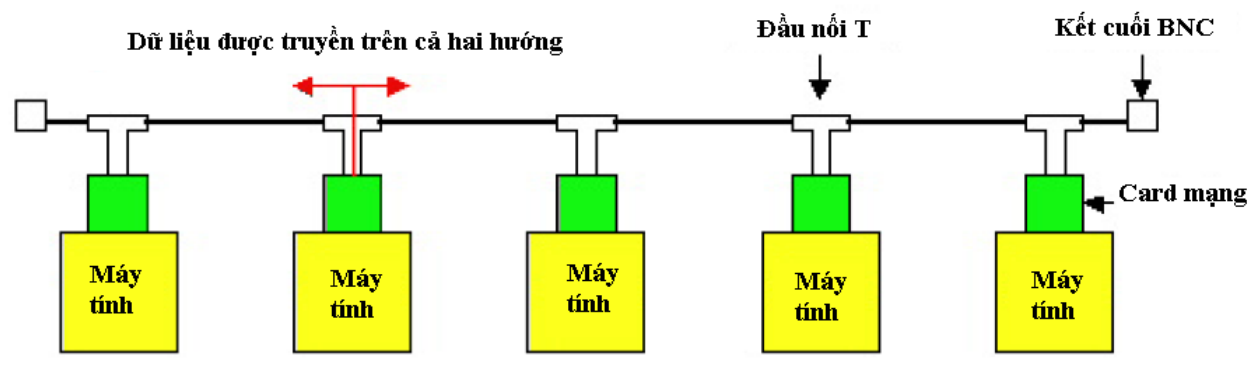 Dữ liệu được truyền trên cả hai hướng
Đầu nối T
Kết cuối BNC
Card mạng
Máy
tính
Máy
tính
Máy
tính
Máy
tính
Máy
tính